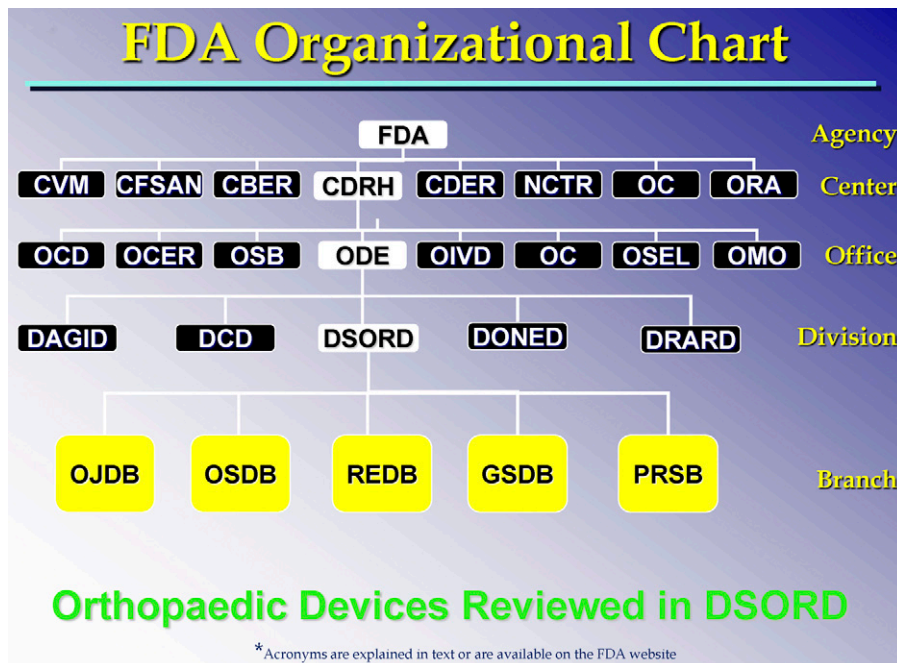 FDA Organizational Chart
FDA Agency
CVM CFSAN CBER CDRH CDER NCTR OC ORA Center
OCD OCER OSB ODE OIVD OC OSEL OMO Office
DAGID DCD DSORD DONED DRARD Division
OJDB OSDB REDB GSDB PRSB Branch
Orthopaedic Devices Reviewed in DSORD
*Acronyms are explained in text or are available on the FDA website